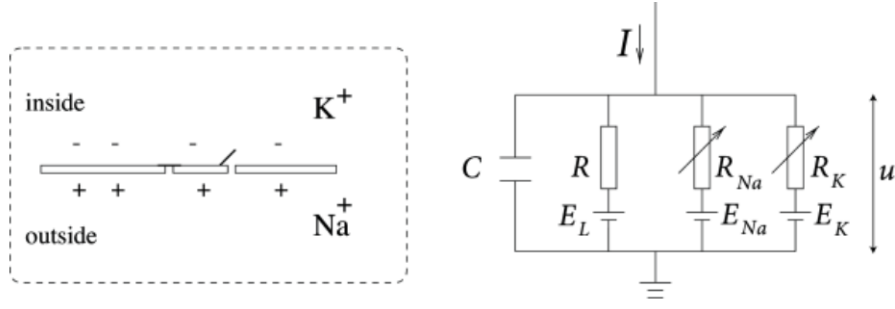 inside
K+
- - - -
+ + + +
outside
Na+
I
C
R
R_Na
R_K
u
E_L
E_Na
E_K